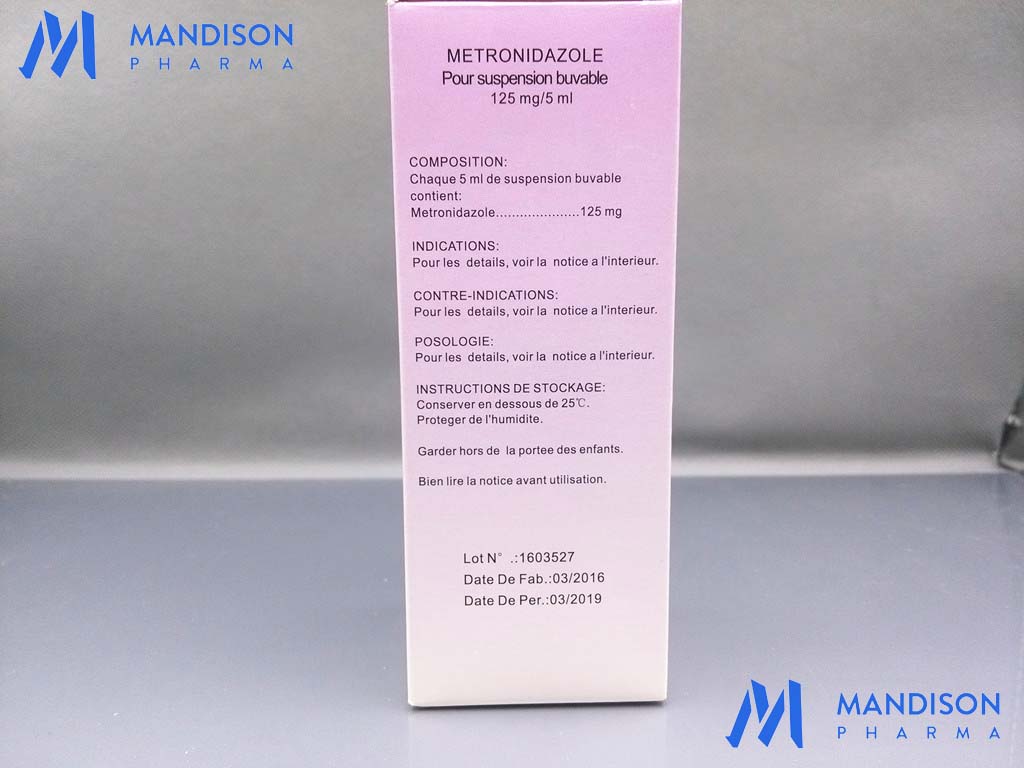 MANDISON
PHARMA
METRONIDAZOLE
Pour suspension buvable
125 mg/5 ml
COMPOSITION:
Chaque 5 ml de suspension buvable
contient:
Metronidazole.....................125 mg
INDICATIONS:
Pour les details, voir la notice a l'interieur.
CONTRE-INDICATIONS:
Pour les details, voir la notice a l'interieur.
POSOLOGIE:
Pour les details, voir la notice a l'interieur.
INSTRUCTIONS DE STOCKAGE:
Conserver en dessous de 25℃.
Proteger de l'humidite.
Garder hors de la portee des enfants.
Bien lire la notice avant utilisation.
Lot N° .:1603527
Date De Fab.:03/2016
Date De Per.:03/2019
MANDISON
PHARMA